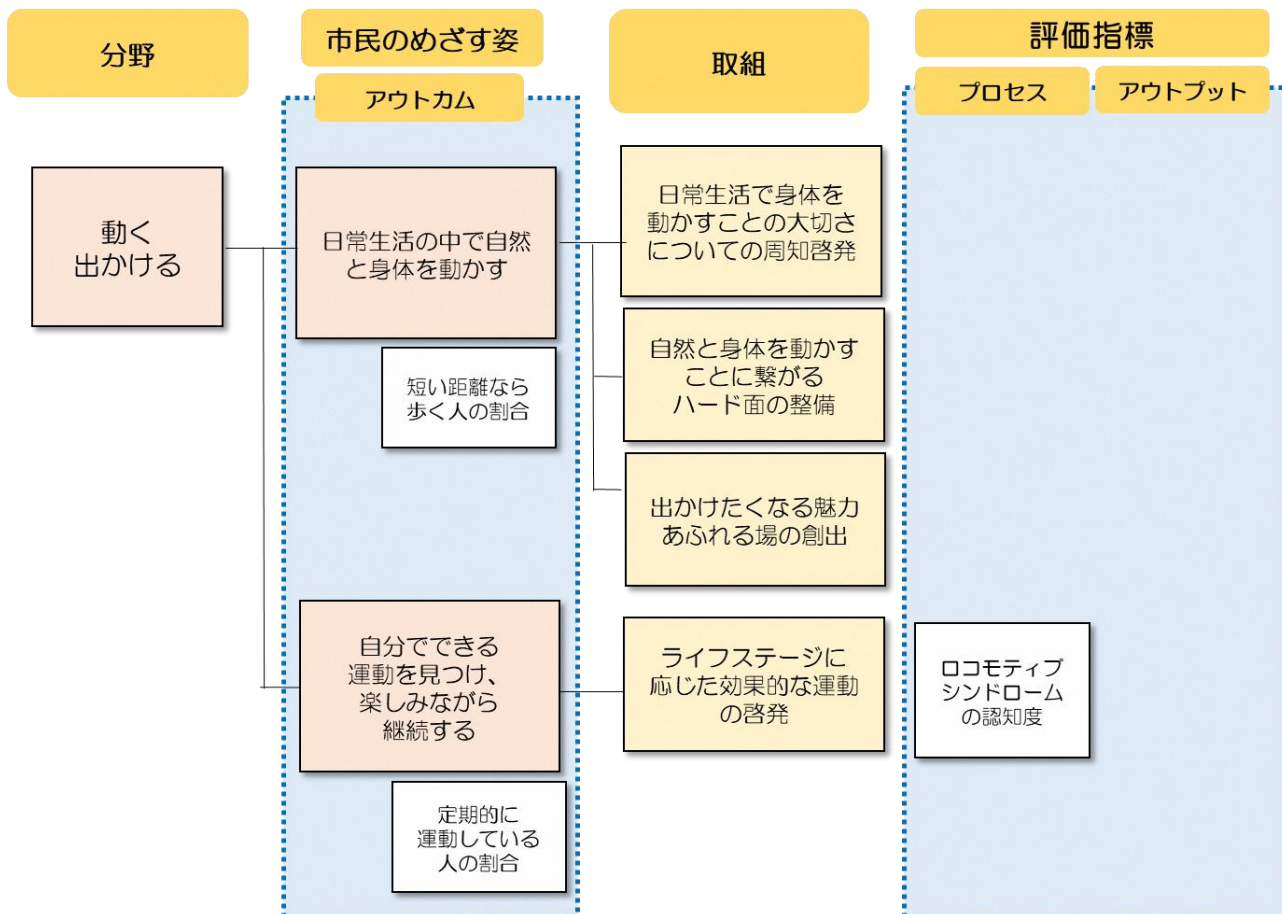 分野
市民のめざす姿
アウトカム
取組
評価指標
プロセス
アウトプット
動く
出かける
日常生活の中で自然
と身体を動かす
短い距離なら
歩く人の割合
日常生活で身体を
動かすことの大切さ
についての周知啓発
自然と身体を動かす
ことに繋がる
ハード面の整備
出かけたくなる魅力
あふれる場の創出
自分でできる
運動を見つけ、
楽しみながら
継続する
定期的に
運動している
人の割合
ライフステージに
応じた効果的な運動
の啓発
ロコモティブ
シンドローム
の認知度